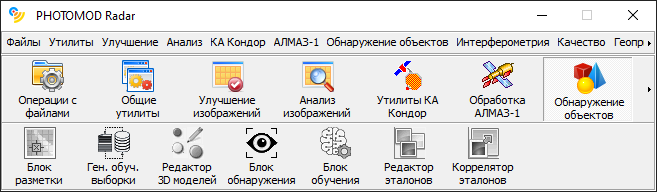 PHOTOMOD Radar
Файлы Утилиты Улучшение Анализ КА Кондор АЛМАЗ-1 Обнаружение объектов Интерферометрия Качество Геопр
Операции с файлами
Общие утилиты
Улучшение изображений
Анализ изображений
Утилиты КА Кондор
Обработка АЛМАЗ-1
Обнаружение объектов
Блок разметки
Ген. обуч. выборки
Редактор 3D моделей
Блок обнаружения
Блок обучения
Редактор эталонов
Коррелятор эталонов